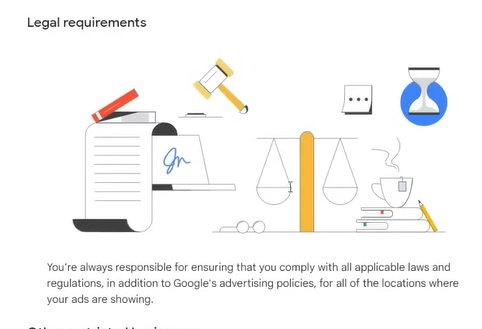 Legal requirements
You're always responsible for ensuring that you comply with all applicable laws and
regulations, in addition to Google's advertising policies, for all of the locations where
your ads are showing.